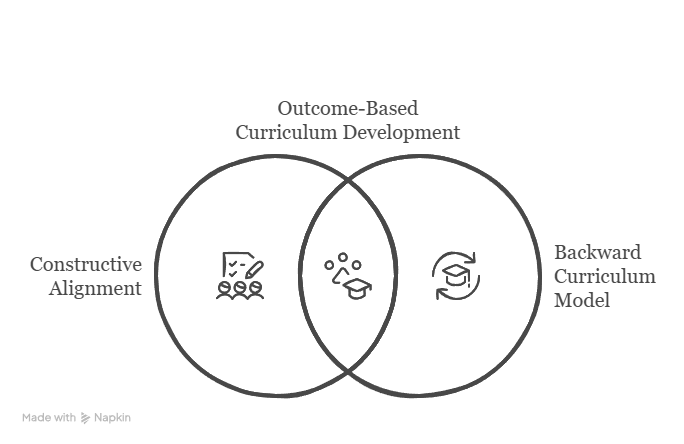 Outcome-Based
Curriculum Development
Constructive
Alignment
Backward
Curriculum
Model
Made with Napkin